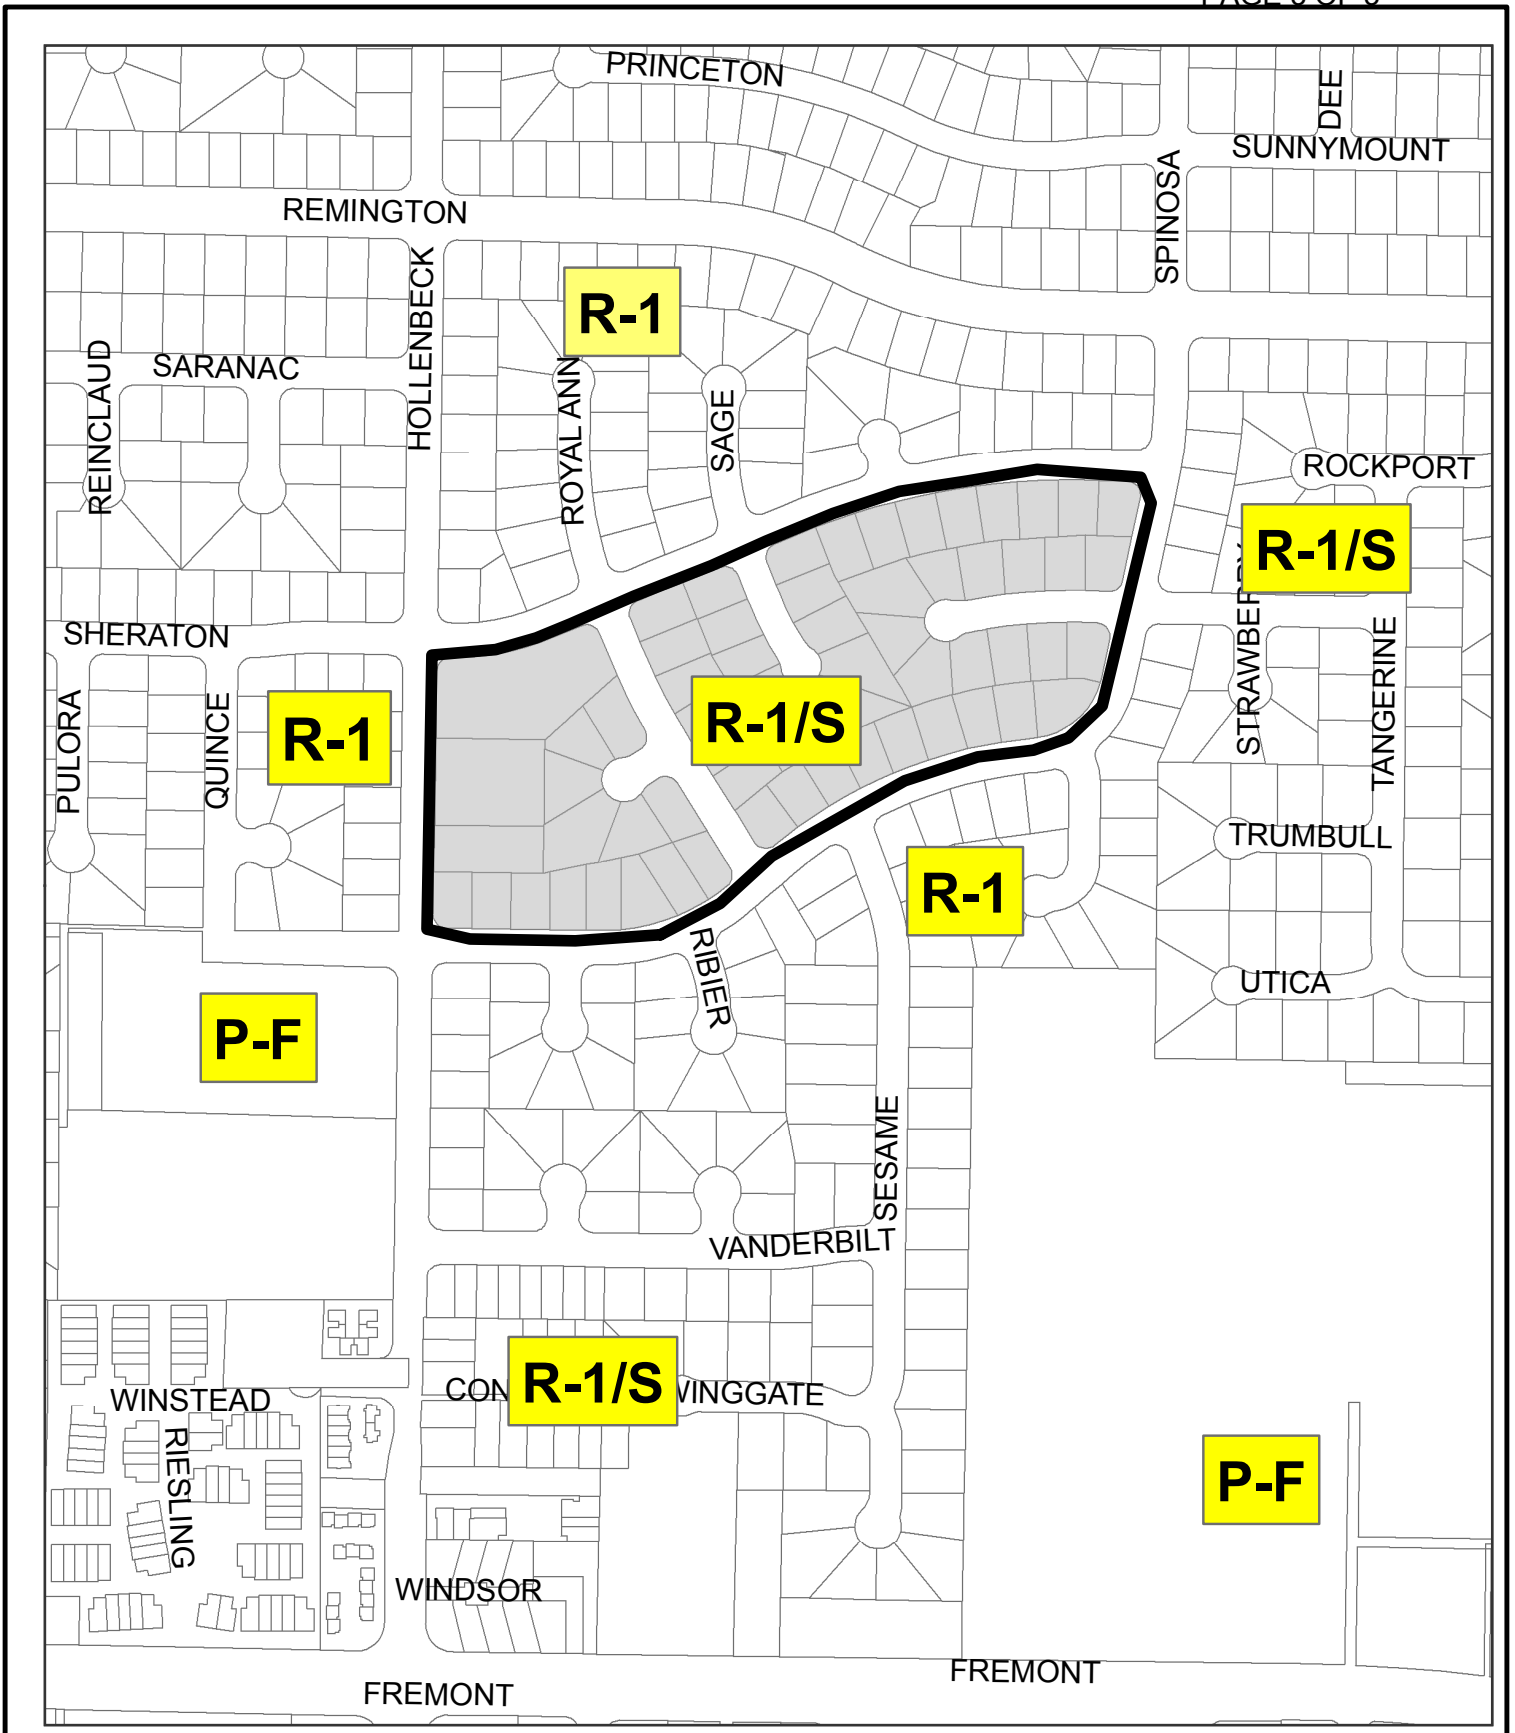 PRINCETON
DEE
SUNNYMOUNT
SPINOSA
REMINGTON
HOLLENBECK
R-1
SARANAC
REINCLAUD
ROYAL ANN
SAGE
ROCKPORT
R-1/S
STRAWBERRY
SHERATON
TANGERINE
PULORA
QUINCE
R-1
R-1/S
TRUMBULL
R-1
RIBIER
UTICA
P-F
SESAME
VANDERBILT
R-1/S
WINSTEAD
RIESLING
P-F
WINDSOR
FREMONT
FREMONT